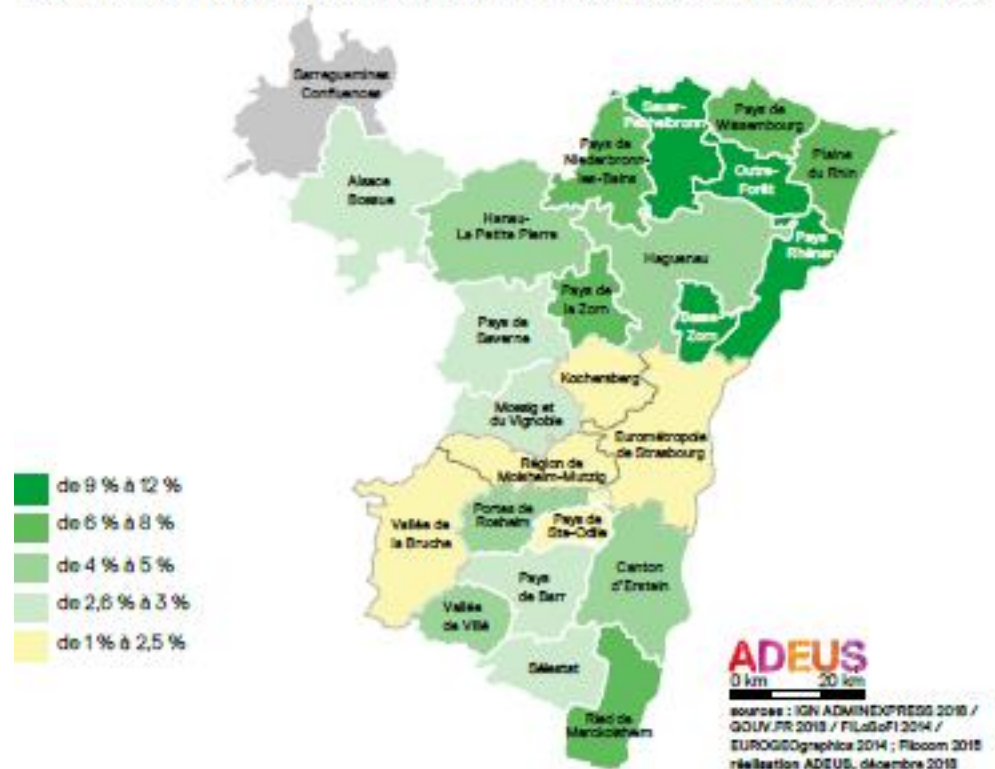 Sarreguemines
Confluences
Sauer-
Pechelbronn
Pays de
Wissembourg
Pays de
Niederbronn-
les-Bains
Outre-
Forêt
Plaine
du Rhin
Alsace
Bossue
Hanau-
La Petite Pierre
Pays
Rhénan
Haguenau
Pays de
la Zorn
Basse
Zorn
Pays de
Saverne
Kochersberg
Mossig et
du Vignoble
Eurométropole
de Strasbourg
Région de
Molsheim-Mutzig
Portes de
Rosheim
Pays de
Ste-Odile
Vallée de
la Bruche
Canton
d'Erstein
Pays
de Barr
Vallée
de Villé
Sélestat
Ried de
Marckolsheim
de 9 % à 12 %
de 6 % à 8 %
de 4 % à 5 %
de 2,6 % à 3 %
de 1 % à 2,5 %
ADEUS
0 km 20 km
sources : IGN ADMINEXPRESS 2018 /
GOUV.FR 2018 / FiLoSoFi 2014 /
EUROGEOgraphics 2014 ; Filocom 2015
réalisation ADEUS, décembre 2018